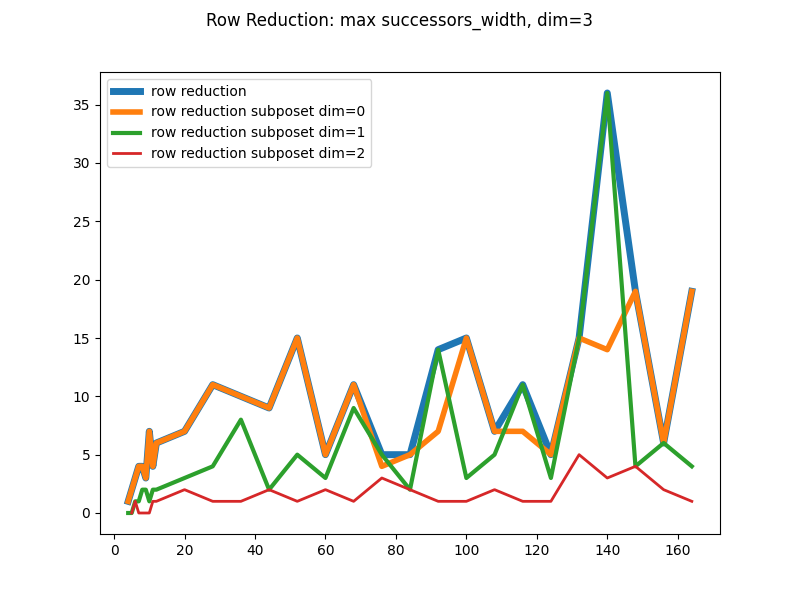 Row Reduction: max successors_width, dim=3
row reduction
row reduction subposet dim=0
row reduction subposet dim=1
row reduction subposet dim=2
35
30
25
20
15
10
5
0
0 20 40 60 80 100 120 140 160